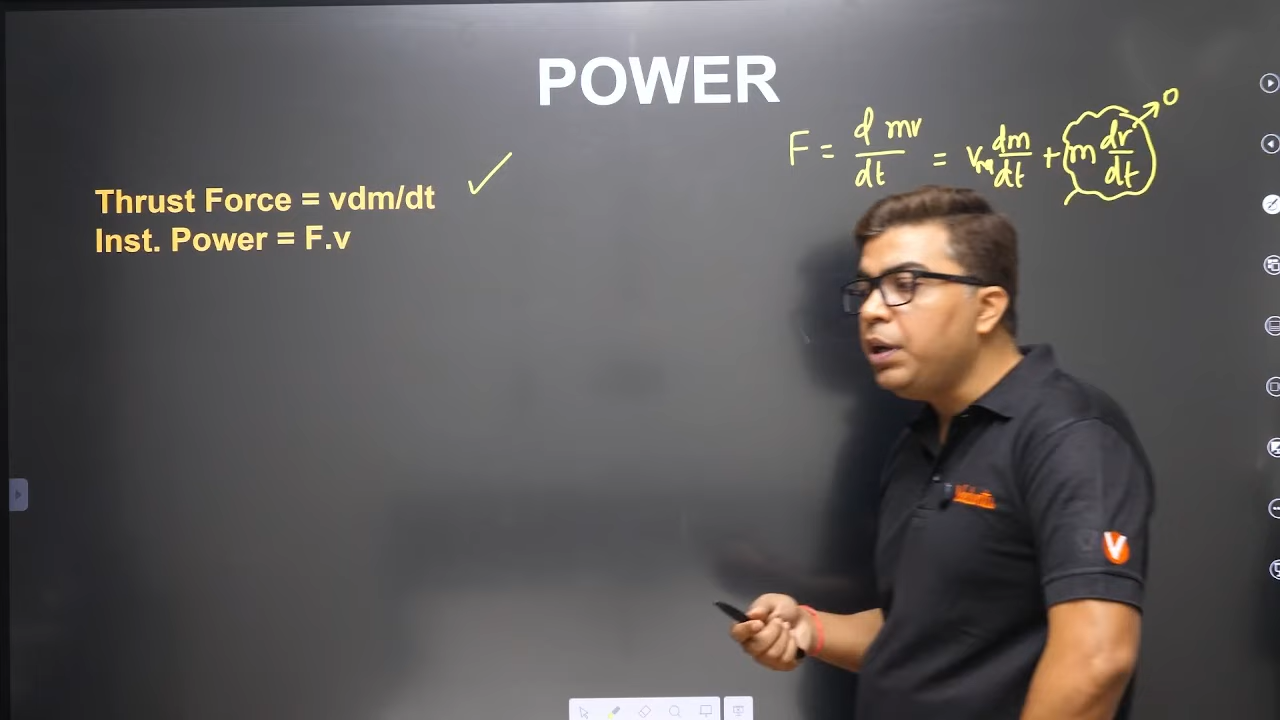 POWER
F = d mv / dt = v dm / dt + m dv / dt → 0
Thrust Force = vdm/dt ✓
Inst. Power = F.v
V